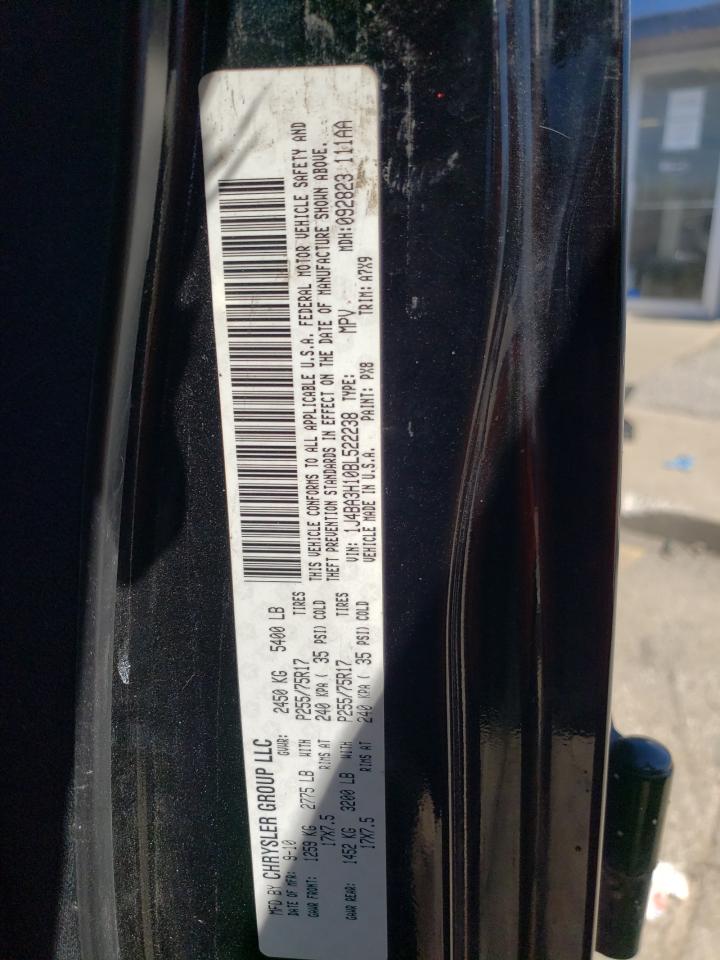 MFD BY CHRYSLER GROUP LLC
DATE OF MFR: 9-10 GVWR: 2450 KG 5400 LB
GAWR FRONT: 1259 KG 2775 LB WITH P255/75R17 TIRES
17X7.5 RIMS AT 240 KPA ( 35 PSI) COLD
GAWR REAR: 1452 KG 3200 LB WITH P255/75R17 TIRES
17X7.5 RIMS AT 240 KPA ( 35 PSI) COLD
THIS VEHICLE CONFORMS TO ALL APPLICABLE U.S.A. FEDERAL MOTOR VEHICLE SAFETY AND
THEFT PREVENTION STANDARDS IN EFFECT ON THE DATE OF MANUFACTURE SHOWN ABOVE.
VIN: 1J4BA3H10BL522238 TYPE: MPV MDH:092823 111AA
VEHICLE MADE IN U.S.A. PAINT: PX8 TRIM: A7X9